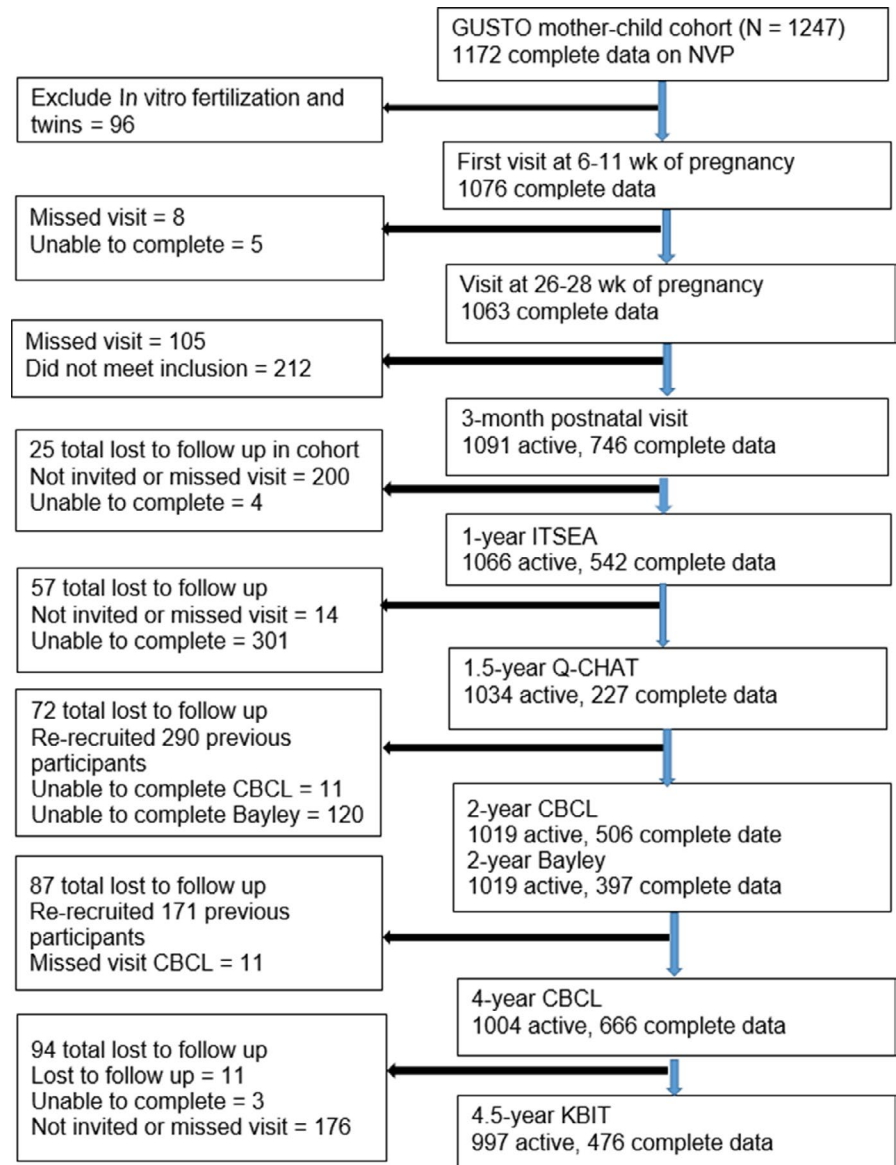 GUSTO mother-child cohort (N = 1247)
1172 complete data on NVP
Exclude In vitro fertilization and
twins = 96
First visit at 6-11 wk of pregnancy
1076 complete data
Missed visit = 8
Unable to complete = 5
Visit at 26-28 wk of pregnancy
1063 complete data
Missed visit = 105
Did not meet inclusion = 212
3-month postnatal visit
1091 active, 746 complete data
25 total lost to follow up in cohort
Not invited or missed visit = 200
Unable to complete = 4
1-year ITSEA
1066 active, 542 complete data
57 total lost to follow up
Not invited or missed visit = 14
Unable to complete = 301
1.5-year Q-CHAT
1034 active, 227 complete data
72 total lost to follow up
Re-recruited 290 previous
participants
Unable to complete CBCL = 11
Unable to complete Bayley = 120
2-year CBCL
1019 active, 506 complete date
2-year Bayley
1019 active, 397 complete data
87 total lost to follow up
Re-recruited 171 previous
participants
Missed visit CBCL = 11
4-year CBCL
1004 active, 666 complete data
94 total lost to follow up
Lost to follow up = 11
Unable to complete = 3
Not invited or missed visit = 176
4.5-year KBIT
997 active, 476 complete data